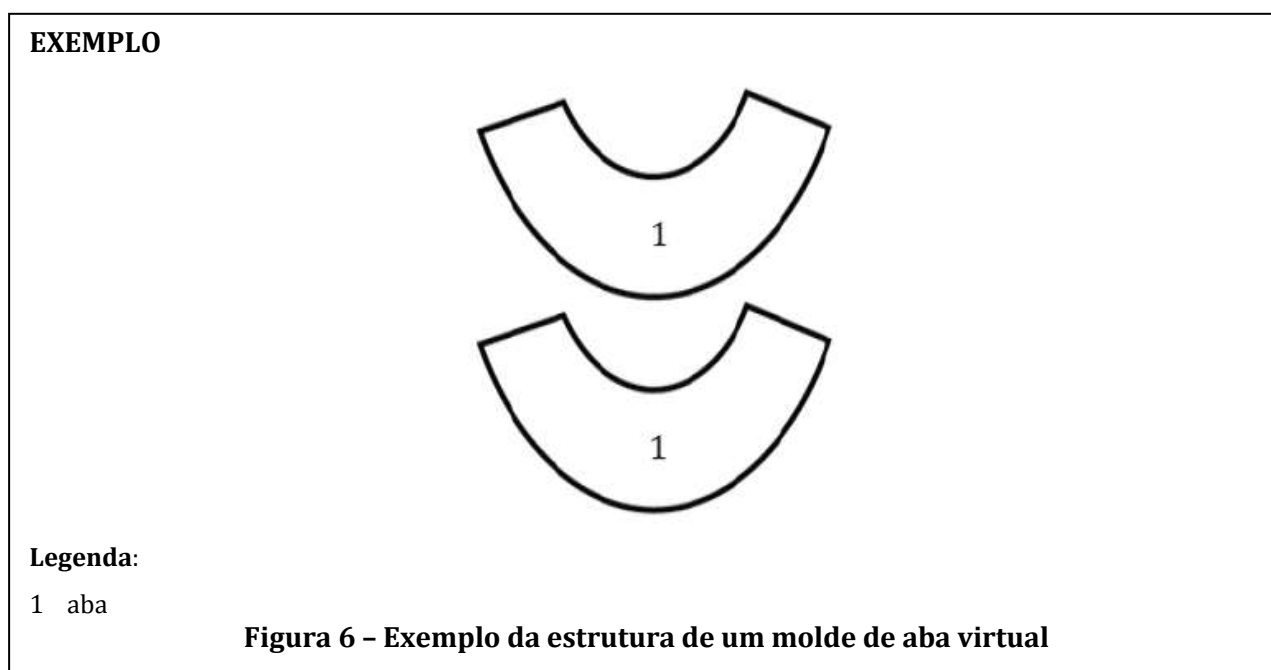 EXEMPLO
1
1
Legenda:
1 aba
Figura 6 – Exemplo da estrutura de um molde de aba virtual